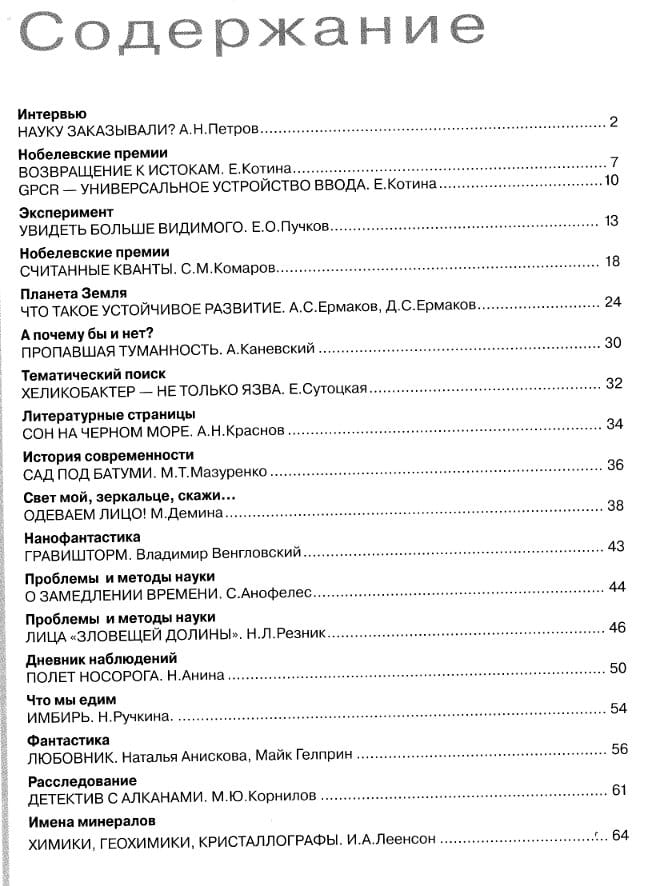 Содержание
Интервью
НАУКУ ЗАКАЗЫВАЛИ? А.Н.Петров........ 2
Нобелевские премии
ВОЗВРАЩЕНИЕ К ИСТОКАМ. Е.Котина........ 7
GPCR — УНИВЕРСАЛЬНОЕ УСТРОЙСТВО ВВОДА. Е.Котина........ 10
Эксперимент
УВИДЕТЬ БОЛЬШЕ ВИДИМОГО. Е.О.Пучков........ 13
Нобелевские премии
СЧИТАННЫЕ КВАНТЫ. С.М.Комаров........ 18
Планета Земля
ЧТО ТАКОЕ УСТОЙЧИВОЕ РАЗВИТИЕ. А.С.Ермаков, Д.С.Ермаков........ 24
А почему бы и нет?
ПРОПАВШАЯ ТУМАННОСТЬ. А.Каневский ........ 30
Тематический поиск
ХЕЛИКОБАКТЕР — НЕ ТОЛЬКО ЯЗВА. Е.Сутоцкая........ 32
Литературные страницы
СОН НА ЧЕРНОМ МОРЕ. А.Н.Краснов ........ 34
История современности
САД ПОД БАТУМИ. М.Т.Мазуренко ........ 36
Свет мой, зеркальце, скажи...
ОДЕВАЕМ ЛИЦО! М.Демина........ 38
Нанофантастика
ГРАВИШТОРМ. Владимир Венгловский........ 43
Проблемы и методы науки
О ЗАМЕДЛЕНИИ ВРЕМЕНИ. С.Анофелес........ 44
Проблемы и методы науки
ЛИЦА «ЗЛОВЕЩЕЙ ДОЛИНЫ». Н.Л.Резник........ 46
Дневник наблюдений
ПОЛЕТ НОСОРОГА. Н.Анина ........ 50
Что мы едим
ИМБИРЬ. Н.Ручкина. ........ 54
Фантастика
ЛЮБОВНИК. Наталья Анискова, Майк Гелприн ........ 56
Расследование
ДЕТЕКТИВ С АЛКАНАМИ. М.Ю.Корнилов ........ 61
Имена минералов
ХИМИКИ, ГЕОХИМИКИ, КРИСТАЛЛОГРАФЫ. И.А.Леенсон ........ 64